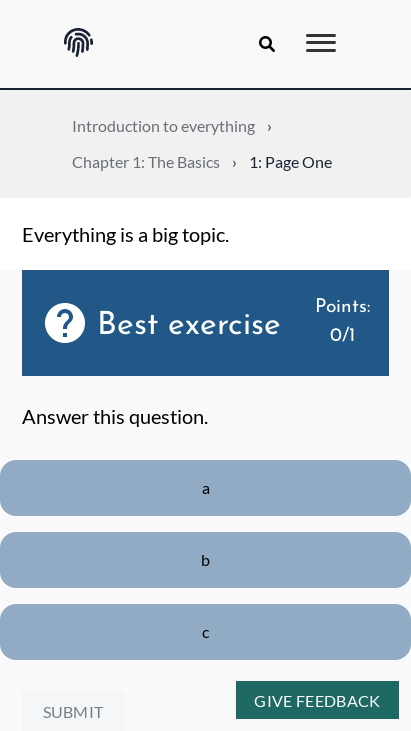 Introduction to everything ›
Chapter 1: The Basics › 1: Page One
Everything is a big topic.
Best exercise
Points:
0/1
Answer this question.
a
b
c
SUBMIT
GIVE FEEDBACK